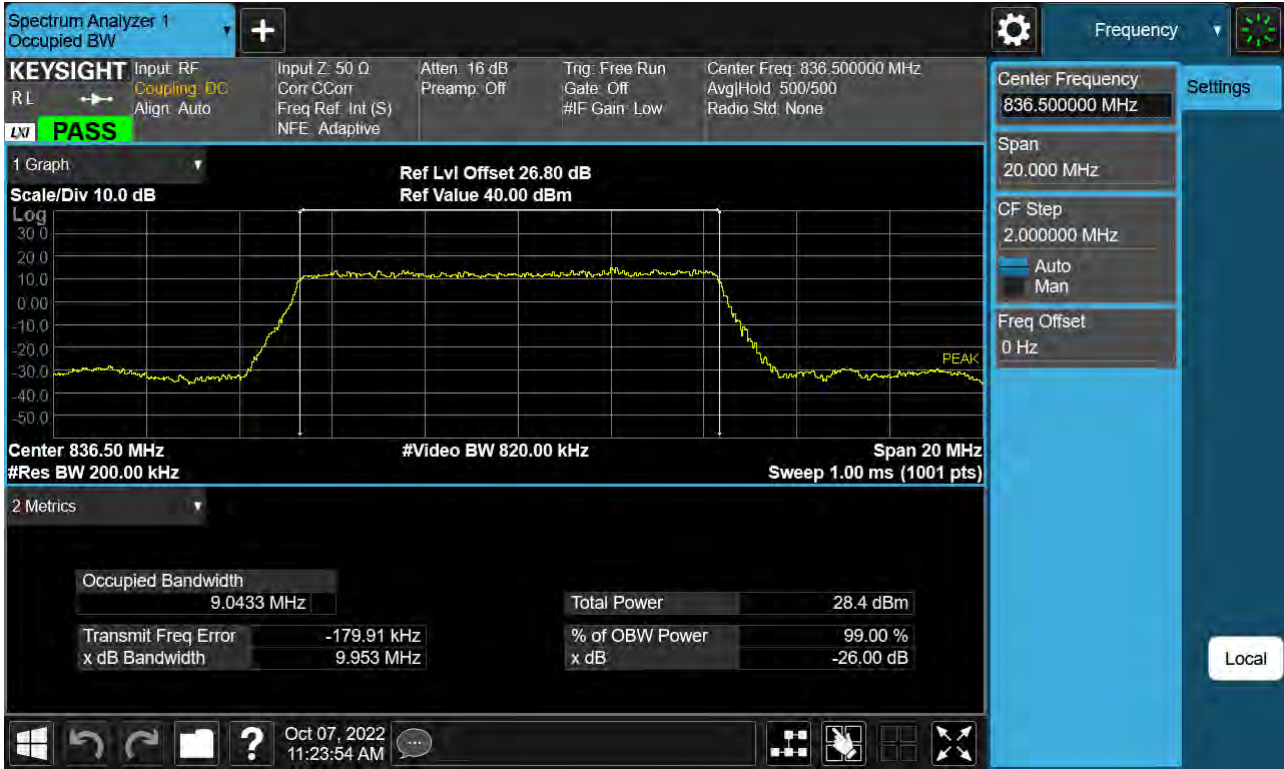 Spectrum Analyzer 1
Occupied BW
+
Frequency
KEYSIGHT
R L
LXI
PASS
Input: RF
Coupling: DC
Align: Auto
Input Z: 50 Ω
Corr CCorr
Freq Ref: Int (S)
NFE: Adaptive
Atten: 16 dB
Preamp: Off
Trig: Free Run
Gate: Off
#IF Gain: Low
Center Freq: 836.500000 MHz
Avg|Hold: 500/500
Radio Std: None
Center Frequency
836.500000 MHz
Settings
Span
20.000 MHz
CF Step
2.000000 MHz
Auto
Man
Freq Offset
0 Hz
1 Graph
Scale/Div 10.0 dB
Ref Lvl Offset 26.80 dB
Ref Value 40.00 dBm
Log
30.0
20.0
10.0
0.00
-10.0
-20.0
-30.0
-40.0
-50.0
PEAK
Center 836.50 MHz
#Video BW 820.00 kHz
Span 20 MHz
#Res BW 200.00 kHz
Sweep 1.00 ms (1001 pts)
2 Metrics
Occupied Bandwidth
9.0433 MHz
Total Power 28.4 dBm
Transmit Freq Error -179.91 kHz
% of OBW Power 99.00 %
x dB Bandwidth 9.953 MHz
x dB -26.00 dB
Local
?
Oct 07, 2022
11:23:54 AM